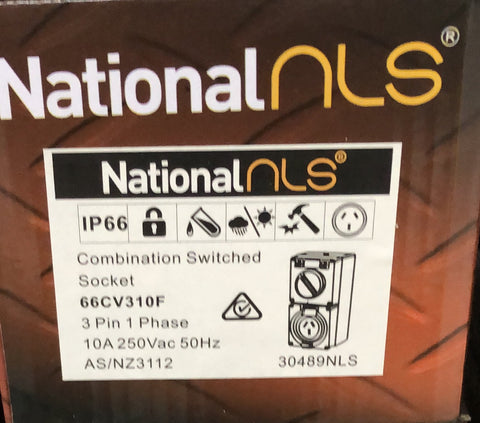 NationalNLS®
NationalNLS®
IP66
Combination Switched
Socket
66CV310F
3 Pin 1 Phase
10A 250Vac 50Hz
AS/NZ3112
30489NLS